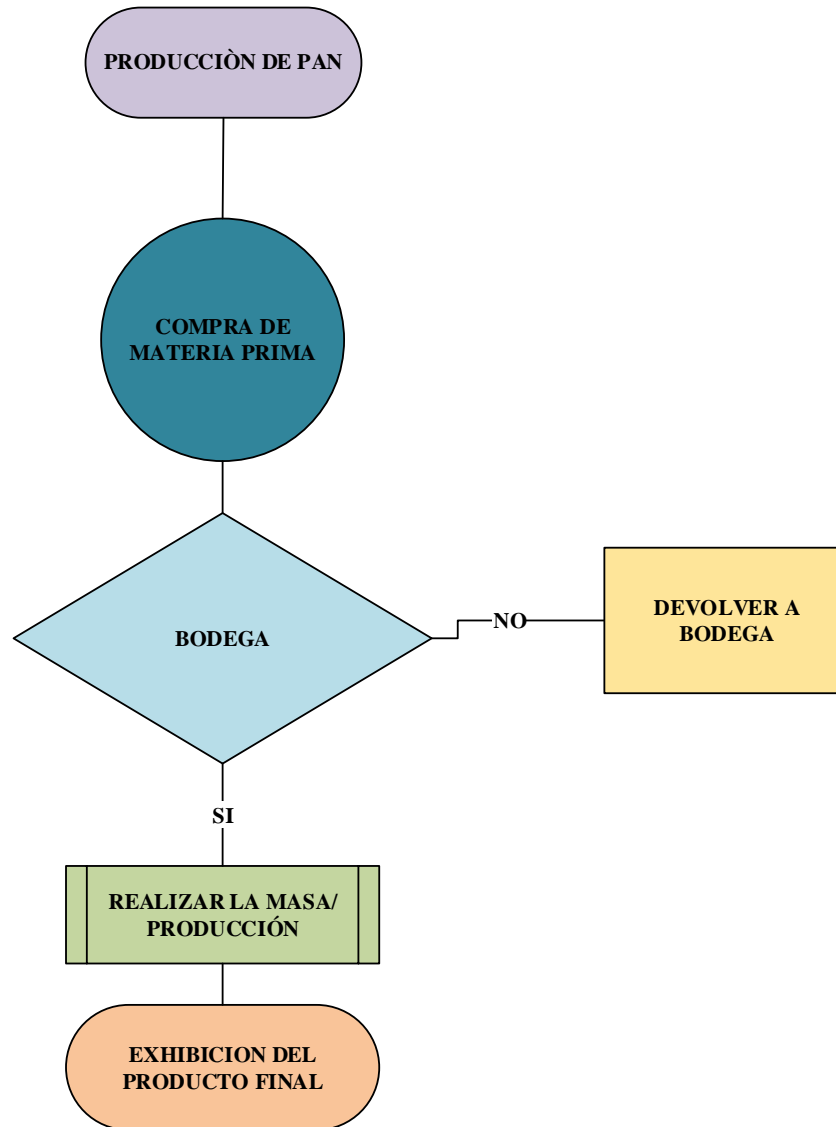 PRODUCCIÒN DE PAN
COMPRA DE
MATERIA PRIMA
BODEGA
NO
DEVOLVER A
BODEGA
SI
REALIZAR LA MASA/
PRODUCCIÓN
EXHIBICION DEL
PRODUCTO FINAL